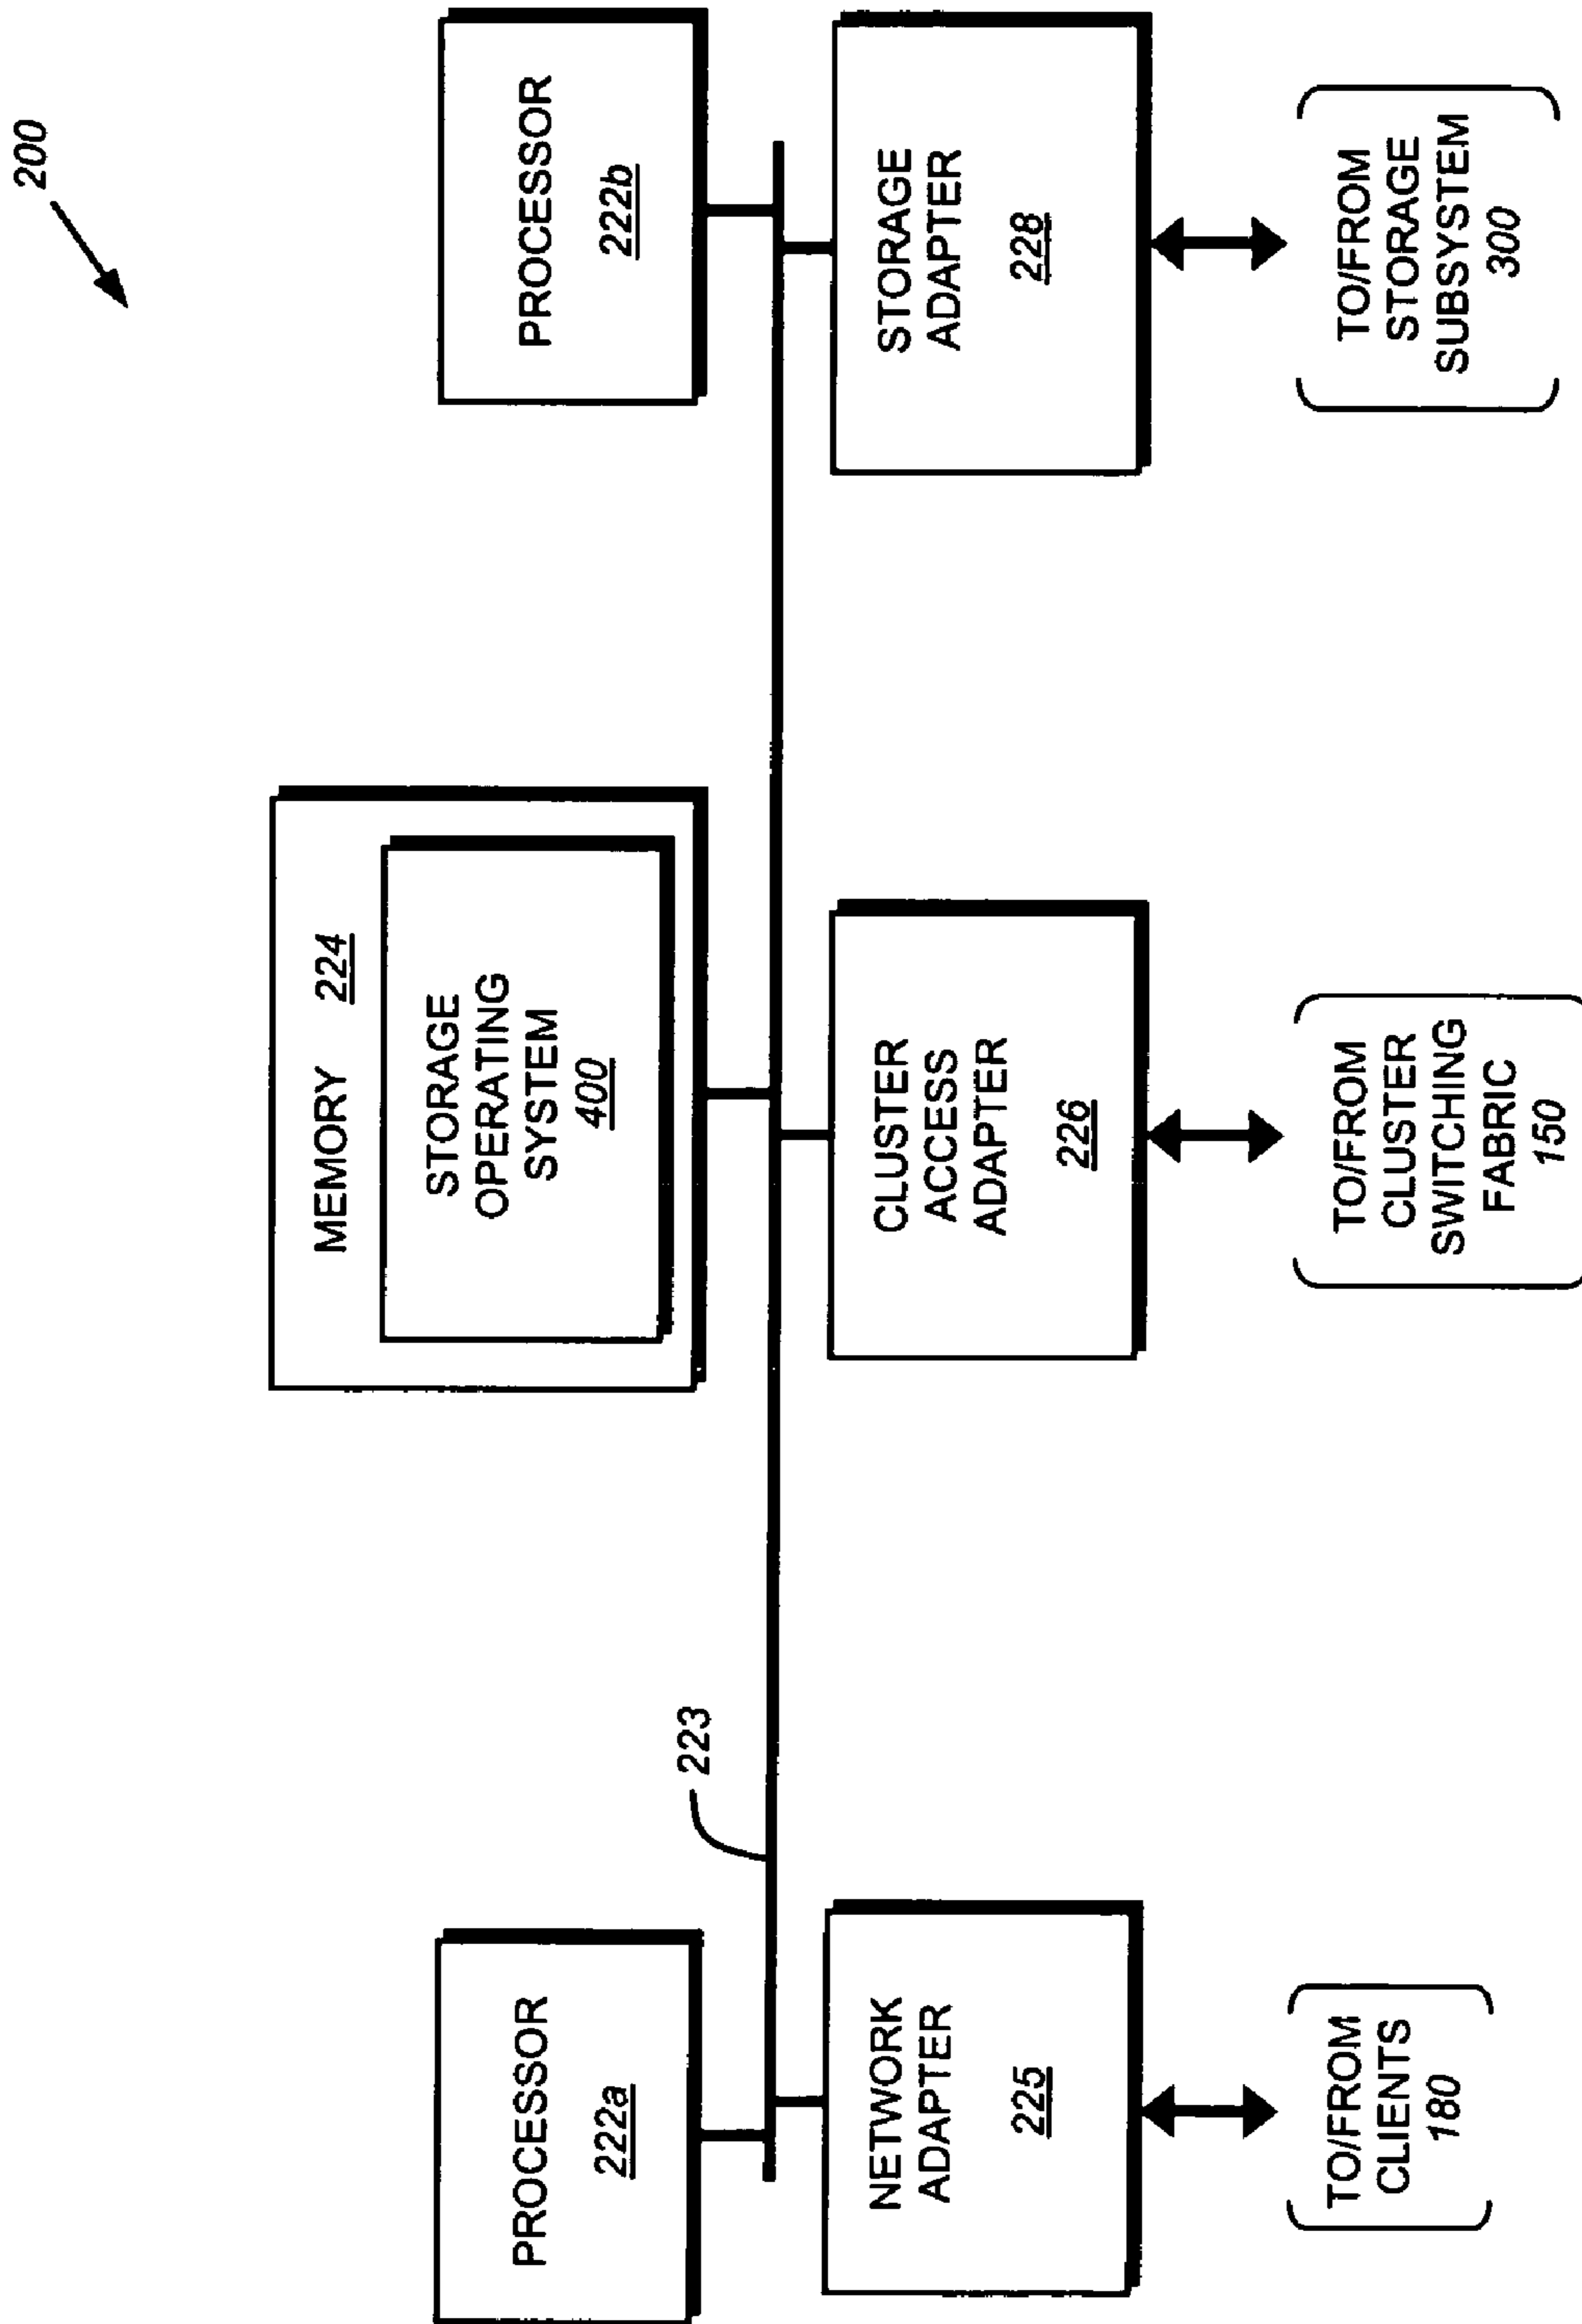 200
PROCESSOR
222a
MEMORY 224
STORAGE
OPERATING
SYSTEM
400
PROCESSOR
222b
223
NETWORK
ADAPTER
225
CLUSTER
ACCESS
ADAPTER
226
STORAGE
ADAPTER
228
TO/FROM
CLIENTS
180
TO/FROM
CLUSTER
SWITCHING
FABRIC
150
TO/FROM
STORAGE
SUBSYSTEM
300